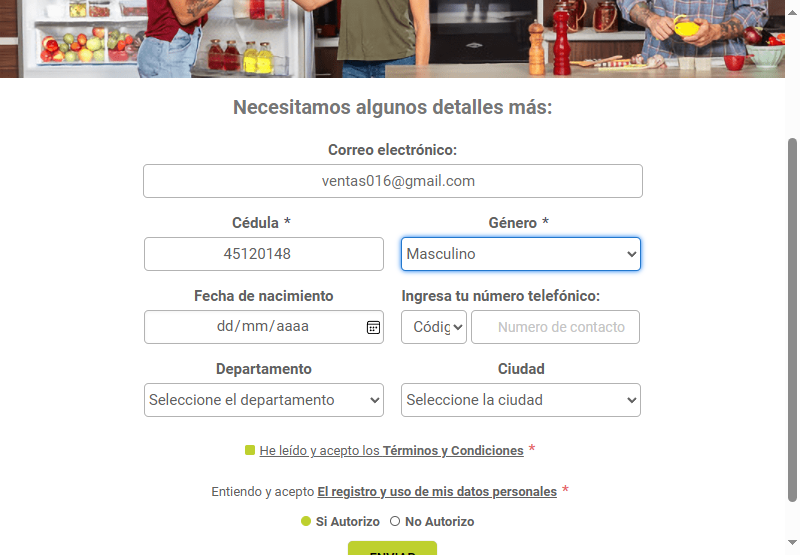 Necesitamos algunos detalles más:
Correo electrónico:
ventas016@gmail.com
Cédula *
Género *
45120148
Masculino
Fecha de nacimiento
Ingresa tu número telefónico:
dd/mm/aaaa
Códig
Numero de contacto
Departamento
Ciudad
Seleccione el departamento
Seleccione la ciudad
He leído y acepto los Términos y Condiciones *
Entiendo y acepto El registro y uso de mis datos personales *
Si Autorizo No Autorizo
ENVIAR